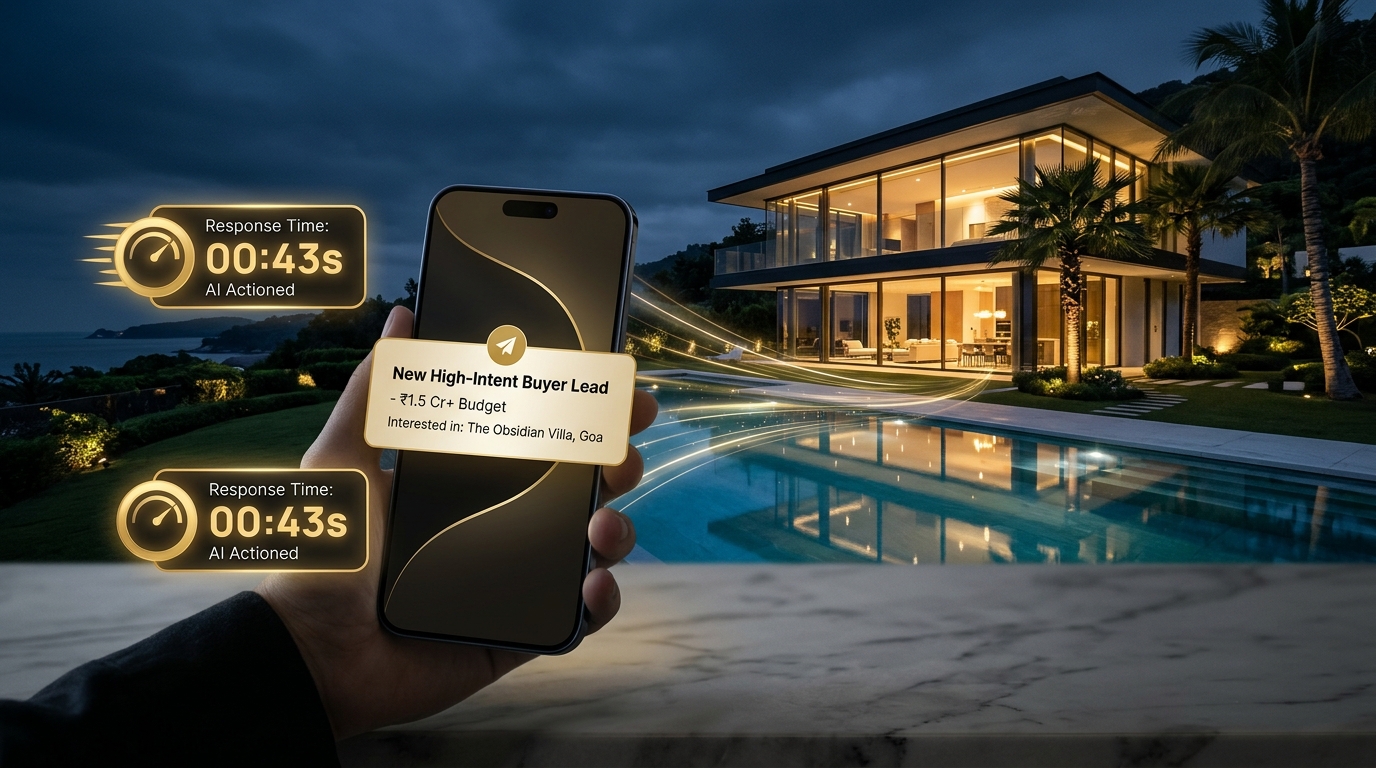 Response Time:
00:43s
AI Actioned
New High-Intent Buyer Lead
- ₹1.5 Cr+ Budget
Interested in: The Obsidian Villa, Goa
Response Time:
00:43s
AI Actioned